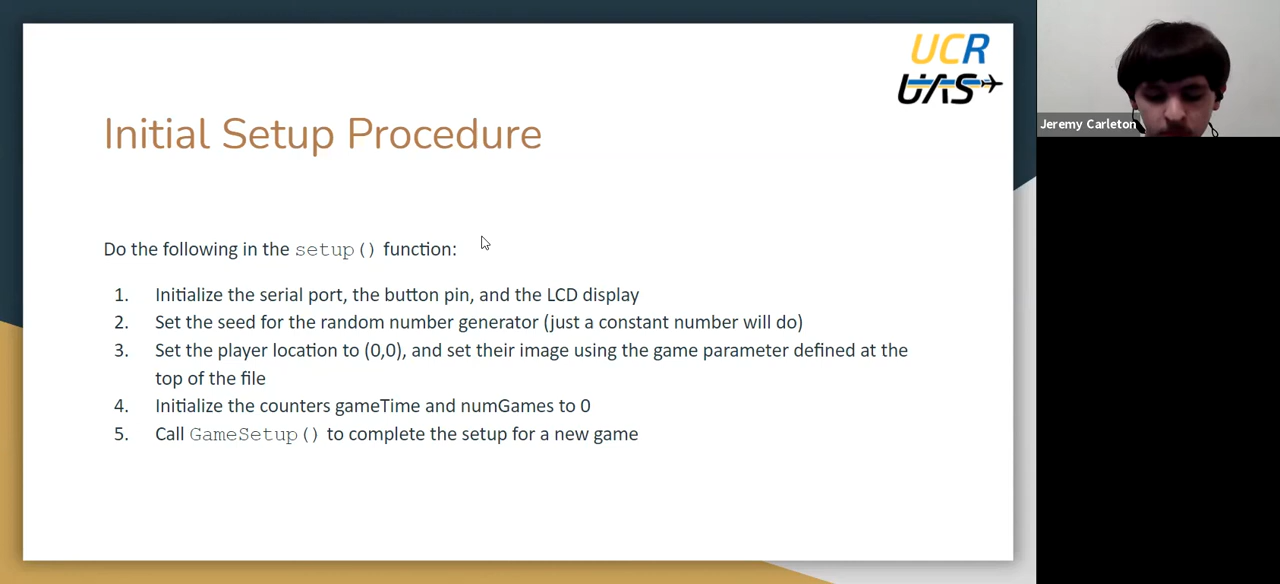 UCR
UAS
Initial Setup Procedure
Jeremy Carleton
Do the following in the setup() function:
1. Initialize the serial port, the button pin, and the LCD display
2. Set the seed for the random number generator (just a constant number will do)
3. Set the player location to (0,0), and set their image using the game parameter defined at the
top of the file
4. Initialize the counters gameTime and numGames to 0
5. Call GameSetup() to complete the setup for a new game